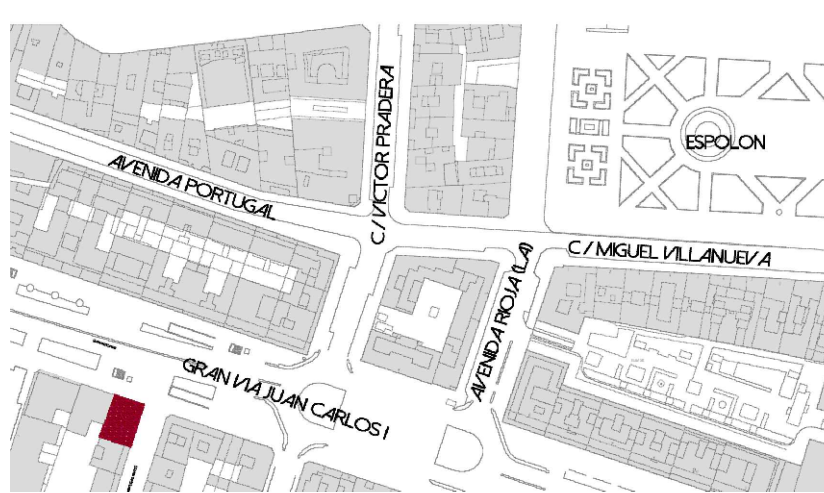 AVENIDA PORTUGAL
C/ VICTOR PRADERA
ESPOLON
C/ MIGUEL VILLANUEVA
AVENIDA RIOJA (LA)
GRAN VIA JUAN CARLOS I